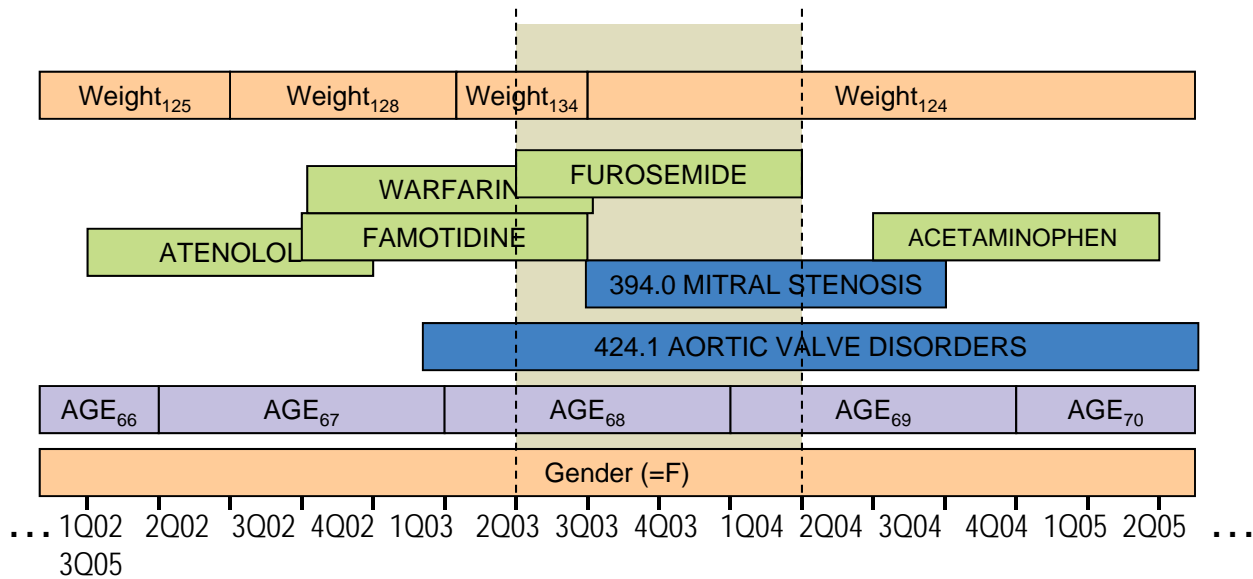 Weight₁₂₅ Weight₁₂₈ Weight₁₃₄ Weight₁₂₄
FUROSEMIDE
WARFARIN
FAMOTIDINE ACETAMINOPHEN
ATENOLOL
394.0 MITRAL STENOSIS
424.1 AORTIC VALVE DISORDERS
AGE₆₆ AGE₆₇ AGE₆₈ AGE₆₉ AGE₇₀
Gender (=F)
... 1Q02 2Q02 3Q02 4Q02 1Q03 2Q03 3Q03 4Q03 1Q04 2Q04 3Q04 4Q04 1Q05 2Q05 ...
3Q05